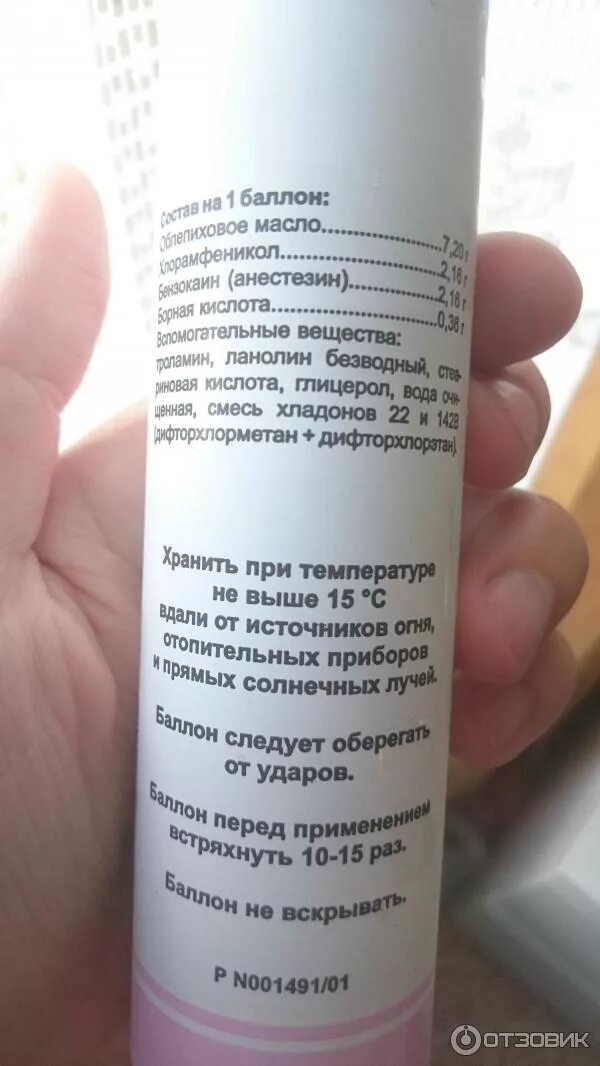 Состав на 1 баллон:
Облепиховое масло....................7,20 г
Хлорамфеникол.........................2,16 г
Бензокаин (анестезин)..............2,16 г
Борная кислота........................0,36 г
Вспомогательные вещества:
троламин, ланолин безводный, стеа-
риновая кислота, глицерол, вода очи-
щенная, смесь хладонов 22 и 142В
(дифторхлорметан + дифторхлорэтан).
Хранить при температуре
не выше 15 °С
вдали от источников огня,
отопительных приборов
и прямых солнечных лучей.
Баллон следует оберегать
от ударов.
Баллон перед применением
встряхнуть 10-15 раз.
Баллон не вскрывать.
Р N001491/01
ОТЗОВИК